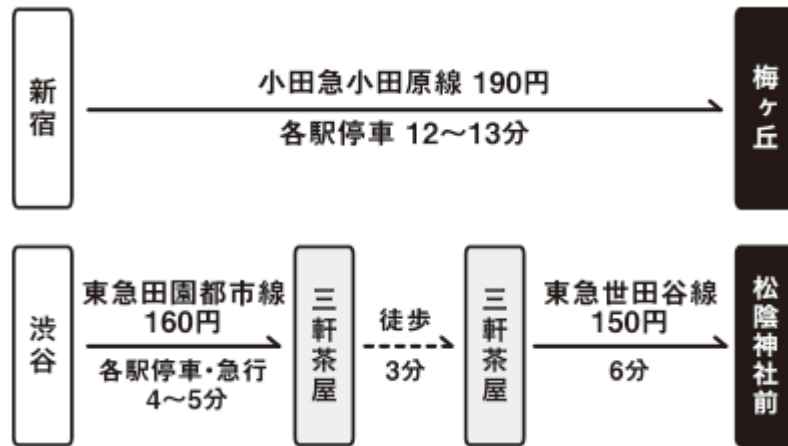 新宿
小田急小田原線 190円
各駅停車 12〜13分
梅ヶ丘
渋谷
東急田園都市線
160円
各駅停車・急行
4〜5分
三軒茶屋
徒歩
3分
三軒茶屋
東急世田谷線
150円
6分
松陰神社前